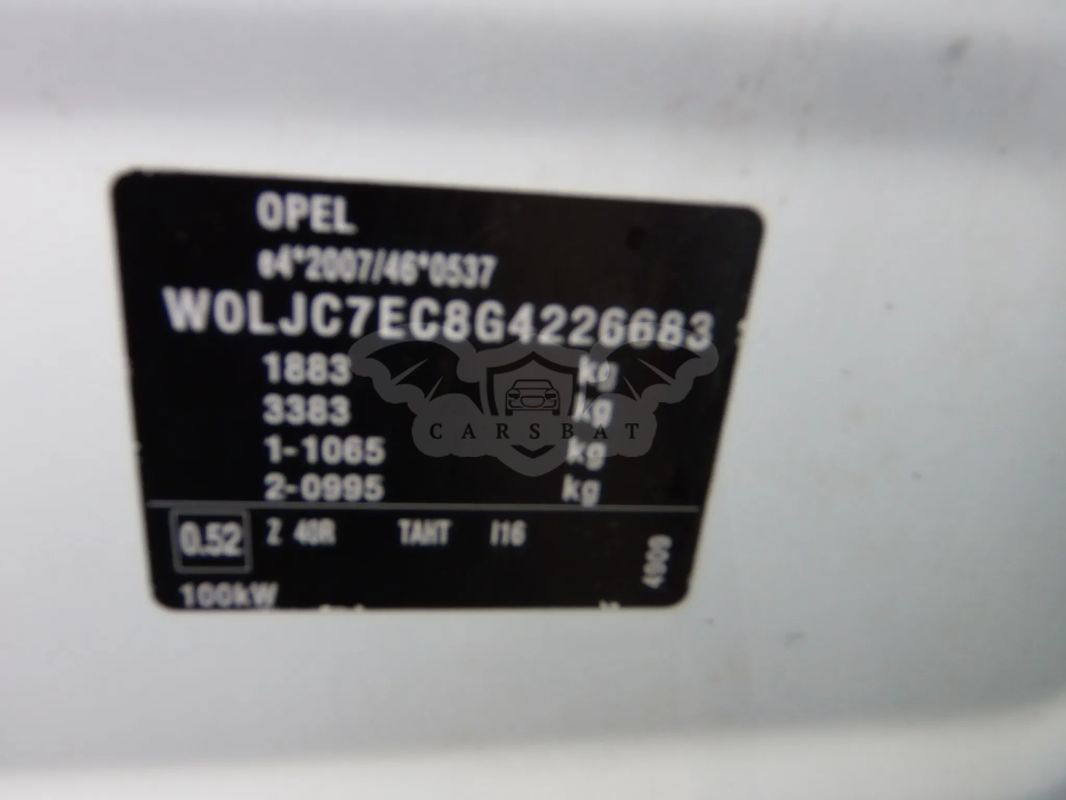 OPEL
e4*2007/46*0537
W0LJC7EC8G4226683
1883 kg
3383 kg
CARSBAT
1-1065 kg
2-0995 kg
0.52 Z 40R TAHT I16
4909
100kW